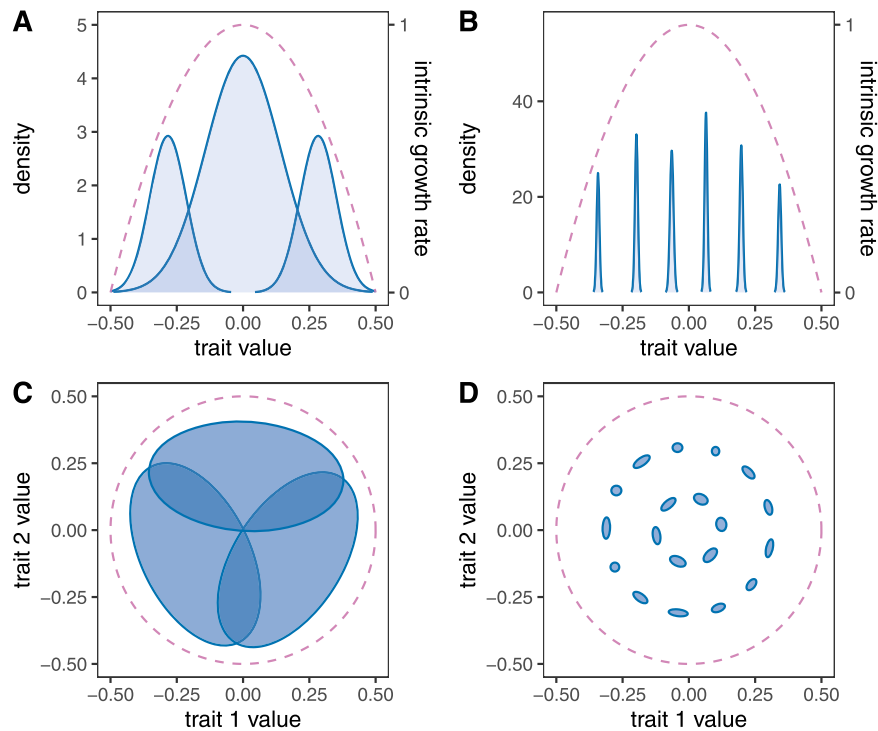 A
5
4
3
2
1
0
density
1
0
intrinsic growth rate
−0.50 −0.25 0.00 0.25 0.50
trait value
B
40
20
0
density
1
0
intrinsic growth rate
−0.50 −0.25 0.00 0.25 0.50
trait value
C
0.50
0.25
0.00
−0.25
−0.50
trait 2 value
−0.50 −0.25 0.00 0.25 0.50
trait 1 value
D
0.50
0.25
0.00
−0.25
−0.50
trait 2 value
−0.50 −0.25 0.00 0.25 0.50
trait 1 value